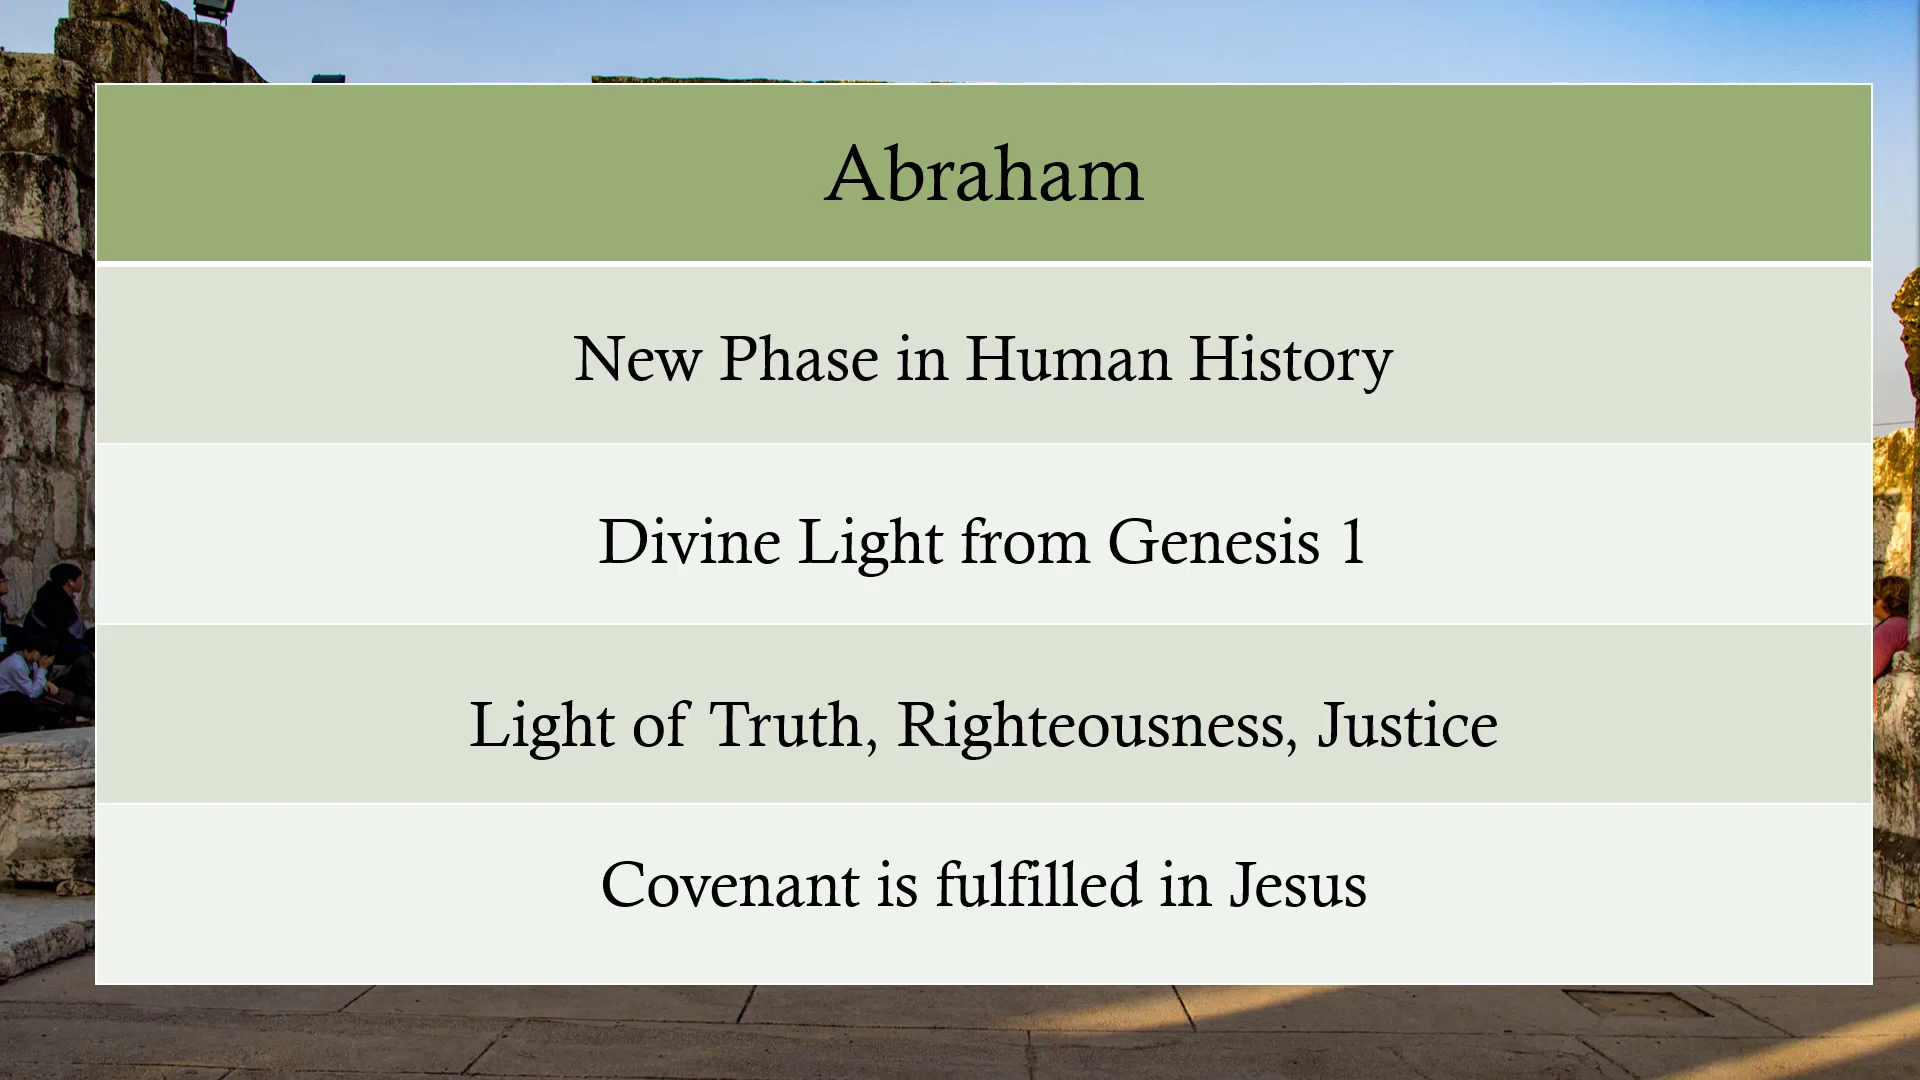 Abraham
New Phase in Human History
Divine Light from Genesis 1
Light of Truth, Righteousness, Justice
Covenant is fulfilled in Jesus